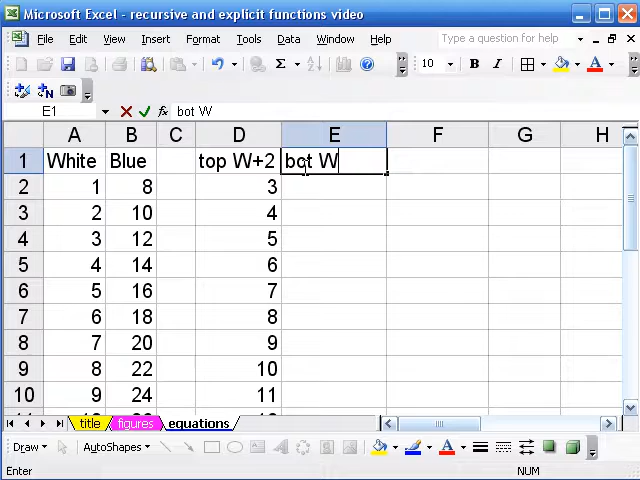 Microsoft Excel - recursive and explicit functions video
File Edit View Insert Format Tools Data Window Help Type a question for help
Σ 10 B I A
N
E1 bot W
A B C D E F G H
1 White Blue top W+2 bot W
2 1 8 3
3 2 10 4
4 3 12 5
5 4 14 6
6 5 16 7
7 6 18 8
8 7 20 9
9 8 22 10
10 9 24 11
title figures equations
Draw AutoShapes A
Enter NUM